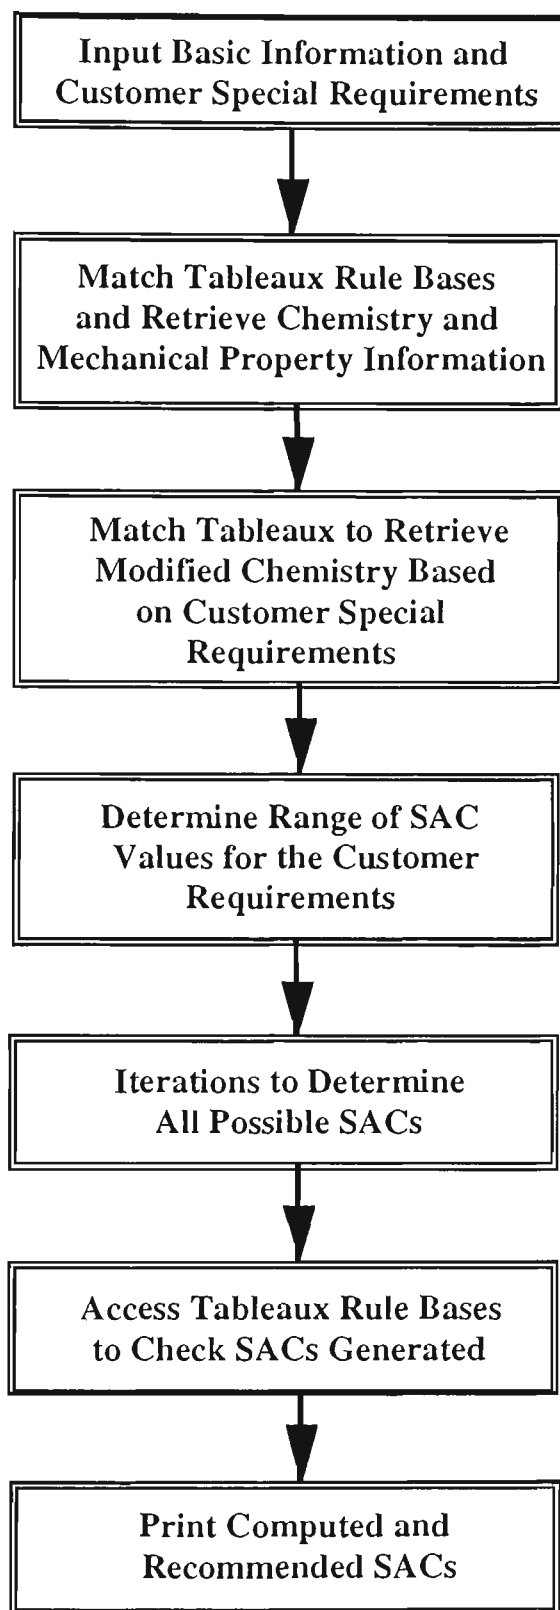 Input Basic Information and
Customer Special Requirements
Match Tableaux Rule Bases
and Retrieve Chemistry and
Mechanical Property Information
Match Tableaux to Retrieve
Modified Chemistry Based
on Customer Special
Requirements
Determine Range of SAC
Values for the Customer
Requirements
Iterations to Determine
All Possible SACs
Access Tableaux Rule Bases
to Check SACs Generated
Print Computed and
Recommended SACs